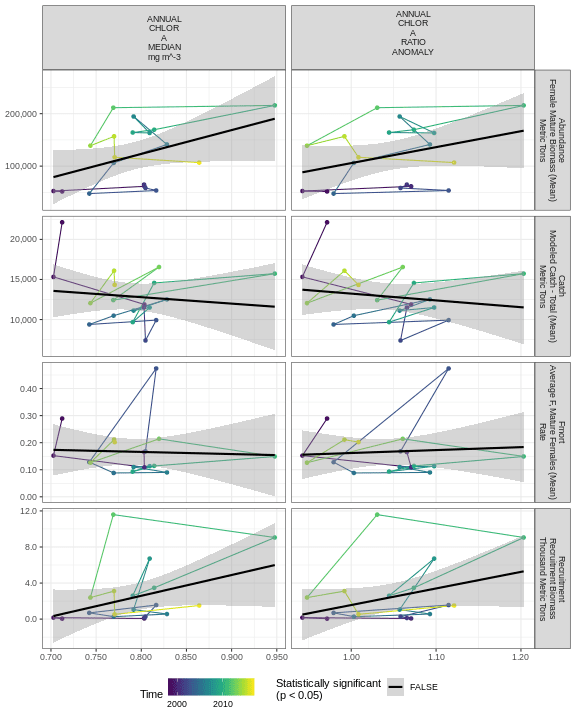 ANNUAL
CHLOR
A
MEDIAN
mg m^-3
ANNUAL
CHLOR
A
RATIO
ANOMALY
200,000
100,000
Abundance
Female Mature Biomass (Mean)
Metric Tons
20,000
15,000
10,000
Catch
Modeled Catch - Total (Mean)
Metric Tons
0.40
0.30
0.20
0.10
0.00
Fmort
Average F, Mature Females (Mean)
Rate
12.0
8.0
4.0
0.0
Recruitment
Recruitment Biomass
Thousand Metric Tons
0.700 0.750 0.800 0.850 0.900 0.950
1.00 1.10 1.20
Time
2000 2010
Statistically significant
(p < 0.05)
FALSE